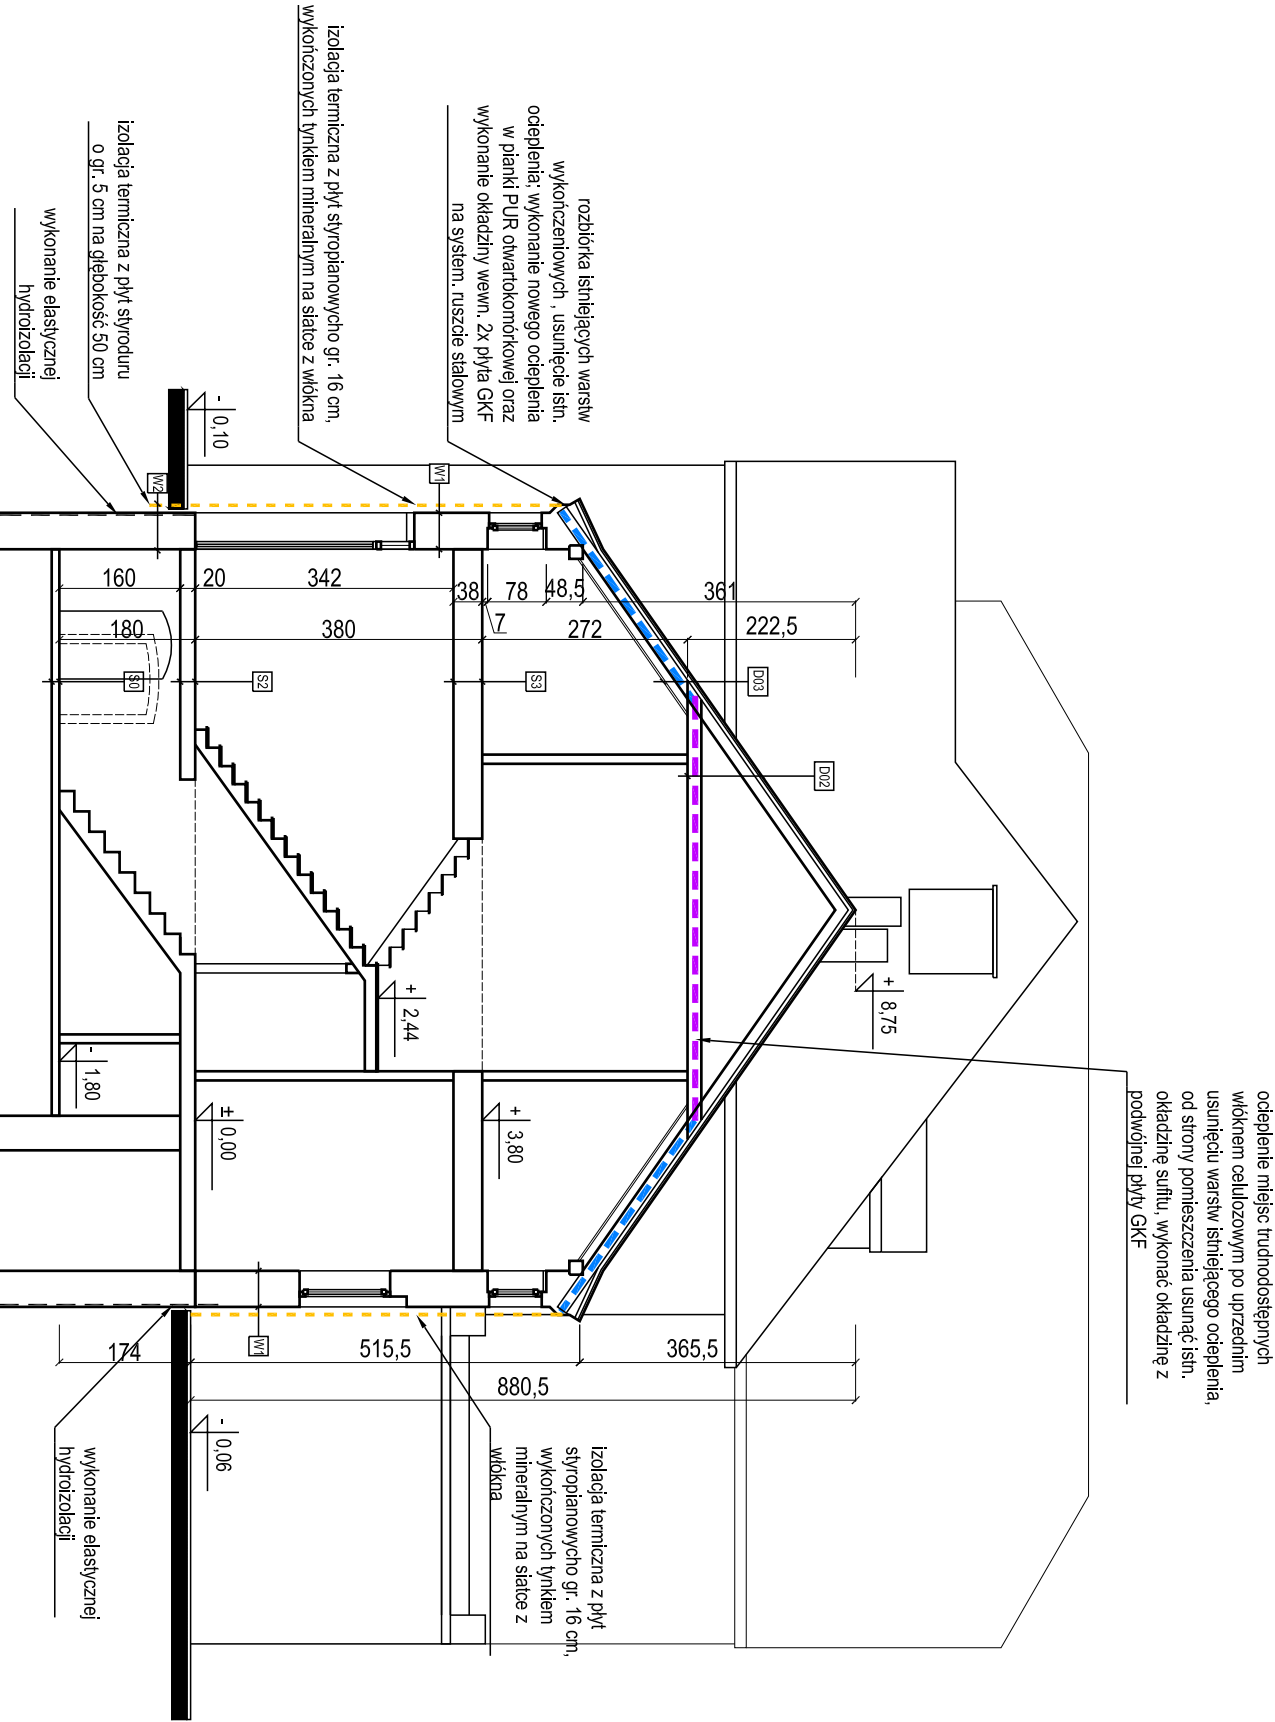 ocieplenie miejsc trudnodostępnych
włóknem celulozowym po uprzednim
usunięciu warstw istniejącego ocieplenia,
od strony pomieszczenia usunąć istn.
okładzinę sufitu, wykonać okładzinę z
podwójnej płyty GKF
rozbiórka istniejących warstw
wykończeniowych , usunięcie istn.
ocieplenia; wykonanie nowego ocieplenia
w pianki PUR otwartokomórkowej oraz
wykonanie okładziny wewn. 2x płyta GKF
na system. ruszcie stalowym
izolacja termiczna z płyt styropianowycho gr. 16 cm,
wykończonych tynkiem mineralnym na siatce z włókna
izolacja termiczna z płyt styroduru
o gr. 5 cm na głębokość 50 cm
wykonanie elastycznej
hydroizolacji
izolacja termiczna z płyt
styropianowycho gr. 16 cm,
wykończonych tynkiem
mineralnym na siatce z
włókna
wykonanie elastycznej
hydroizolacji
+ 8,75
+ 3,80
+ 2,44
± 0,00
- 1,80
- 0,10
- 0,06
160
20
342
38
78
48,5
361
7
180
380
272
222,5
174
515,5
365,5
880,5
W1
W2
W1
S0
S2
S3
D03
D02